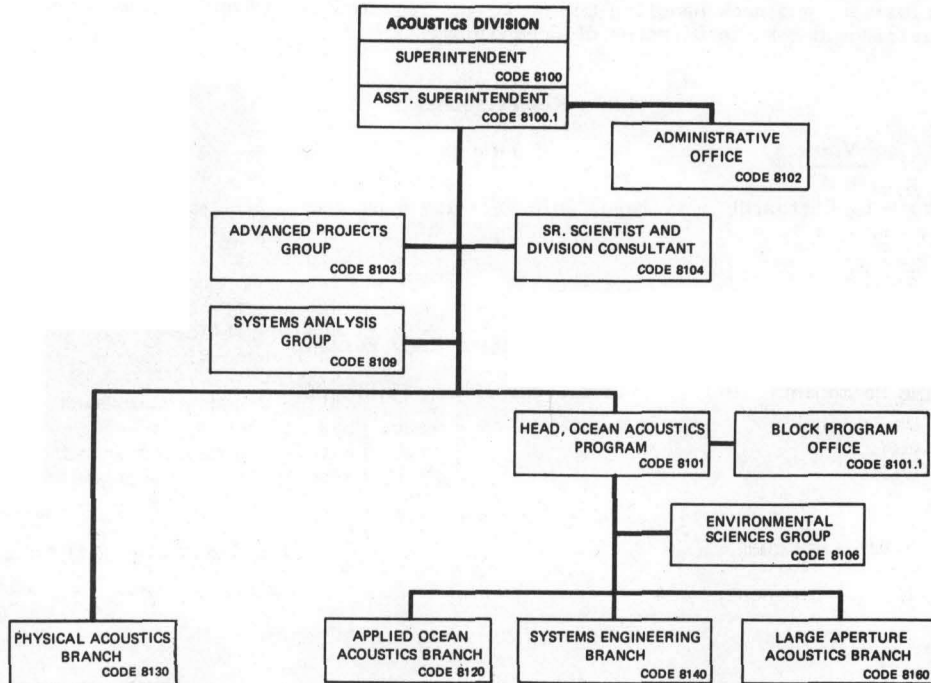 ACOUSTICS DIVISION
SUPERINTENDENT
CODE 8100
ASST. SUPERINTENDENT
CODE 8100.1
ADMINISTRATIVE
OFFICE
CODE 8102
ADVANCED PROJECTS
GROUP
CODE 8103
SR. SCIENTIST AND
DIVISION CONSULTANT
CODE 8104
SYSTEMS ANALYSIS
GROUP
CODE 8109
HEAD, OCEAN ACOUSTICS
PROGRAM
CODE 8101
BLOCK PROGRAM
OFFICE
CODE 8101.1
ENVIRONMENTAL
SCIENCES GROUP
CODE 8106
PHYSICAL ACOUSTICS
BRANCH
CODE 8130
APPLIED OCEAN
ACOUSTICS BRANCH
CODE 8120
SYSTEMS ENGINEERING
BRANCH
CODE 8140
LARGE APERTURE
ACOUSTICS BRANCH
CODE 8160